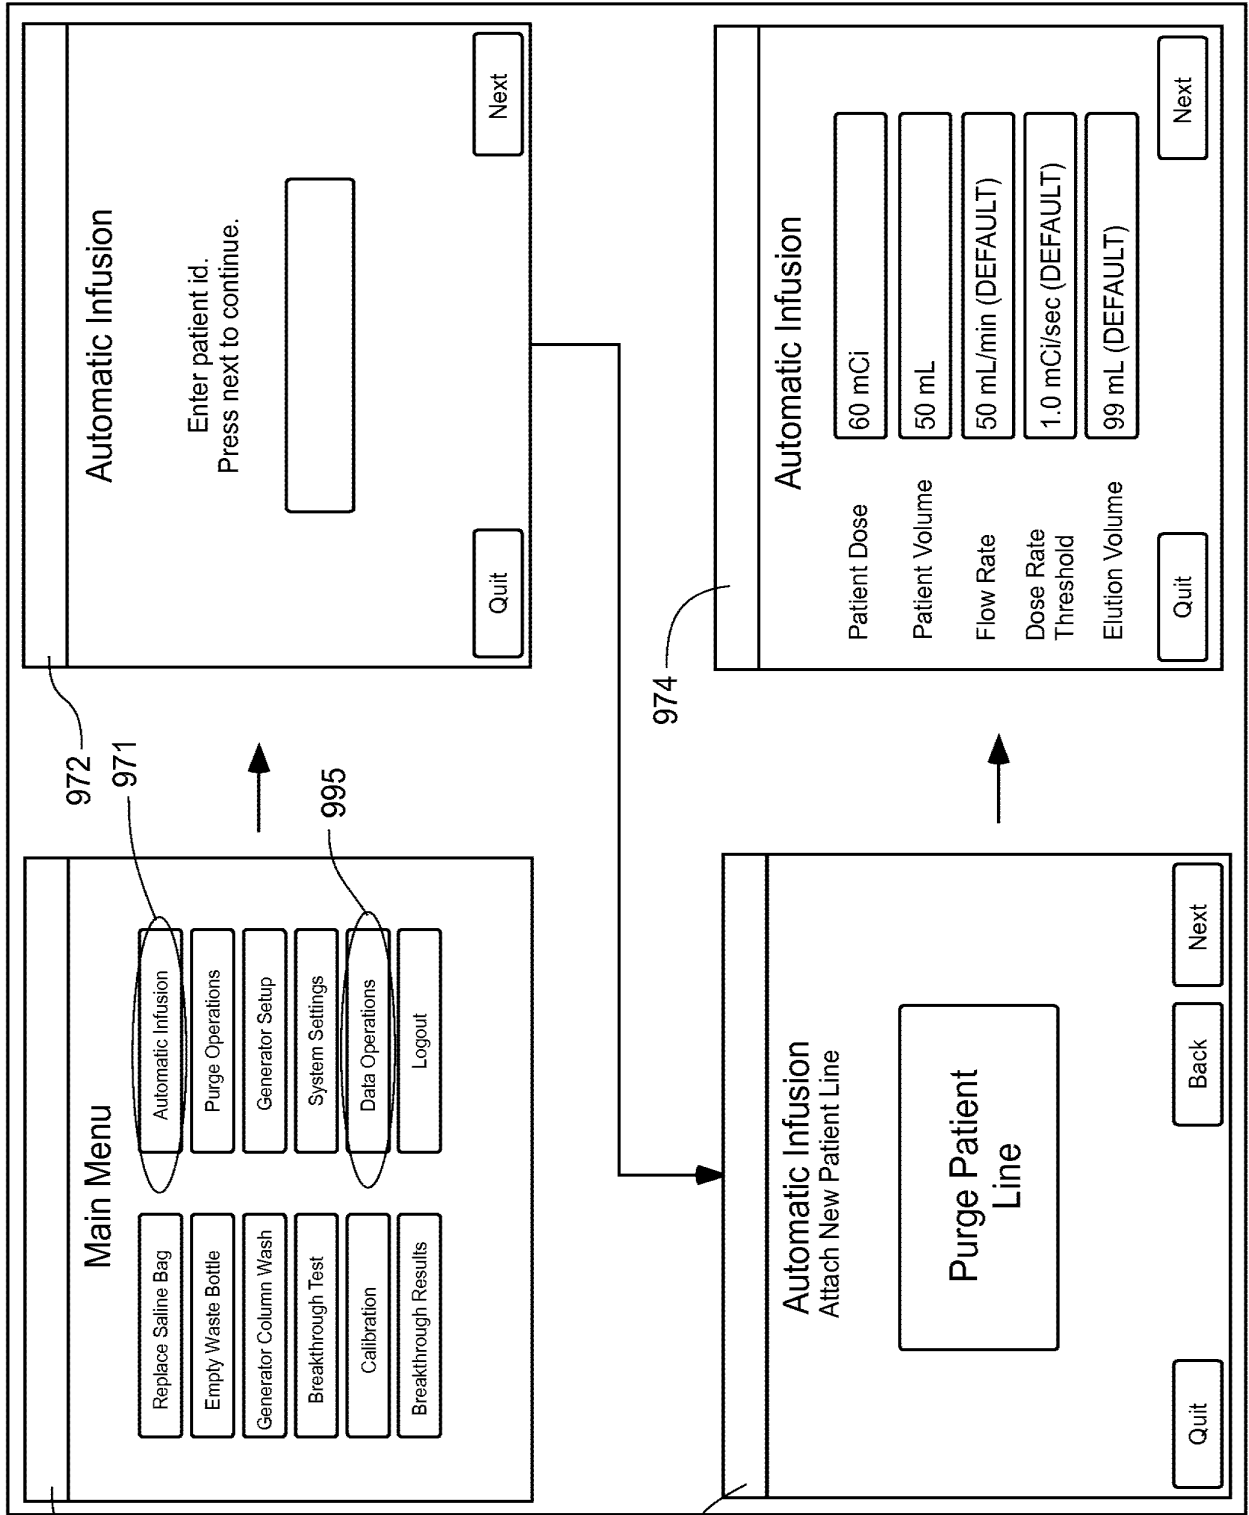 Main Menu
Replace Saline Bag
Automatic Infusion
Empty Waste Bottle
Purge Operations
Generator Column Wash
Generator Setup
Breakthrough Test
System Settings
Calibration
Data Operations
Breakthrough Results
Logout
971
995
972
Automatic Infusion
Enter patient id.
Press next to continue.
Quit
Next
Automatic Infusion
Attach New Patient Line
Purge Patient
Line
Quit
Back
Next
974
Automatic Infusion
Patient Dose
60 mCi
Patient Volume
50 mL
Flow Rate
50 mL/min (DEFAULT)
Dose Rate
Threshold
1.0 mCi/sec (DEFAULT)
Elution Volume
99 mL (DEFAULT)
Quit
Next